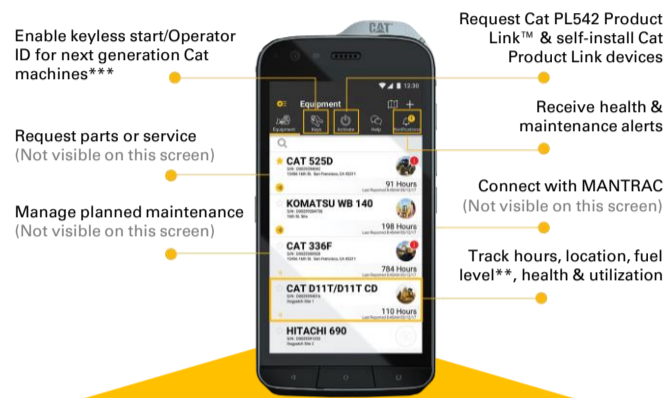 Enable keyless start/Operator
ID for next generation Cat
machines***
Request parts or service
(Not visible on this screen)
Manage planned maintenance
(Not visible on this screen)
CAT
12:30
Equipment
Equipment
Keys
Activate
Help
Notifications
CAT 525D
91 Hours
KOMATSU WB 140
198 Hours
CAT 336F
784 Hours
CAT D11T/D11T CD
110 Hours
HITACHI 690
Request Cat PL542 Product
Link™ & self-install Cat
Product Link devices
Receive health &
maintenance alerts
Connect with MANTRAC
(Not visible on this screen)
Track hours, location, fuel
level**, health & utilization